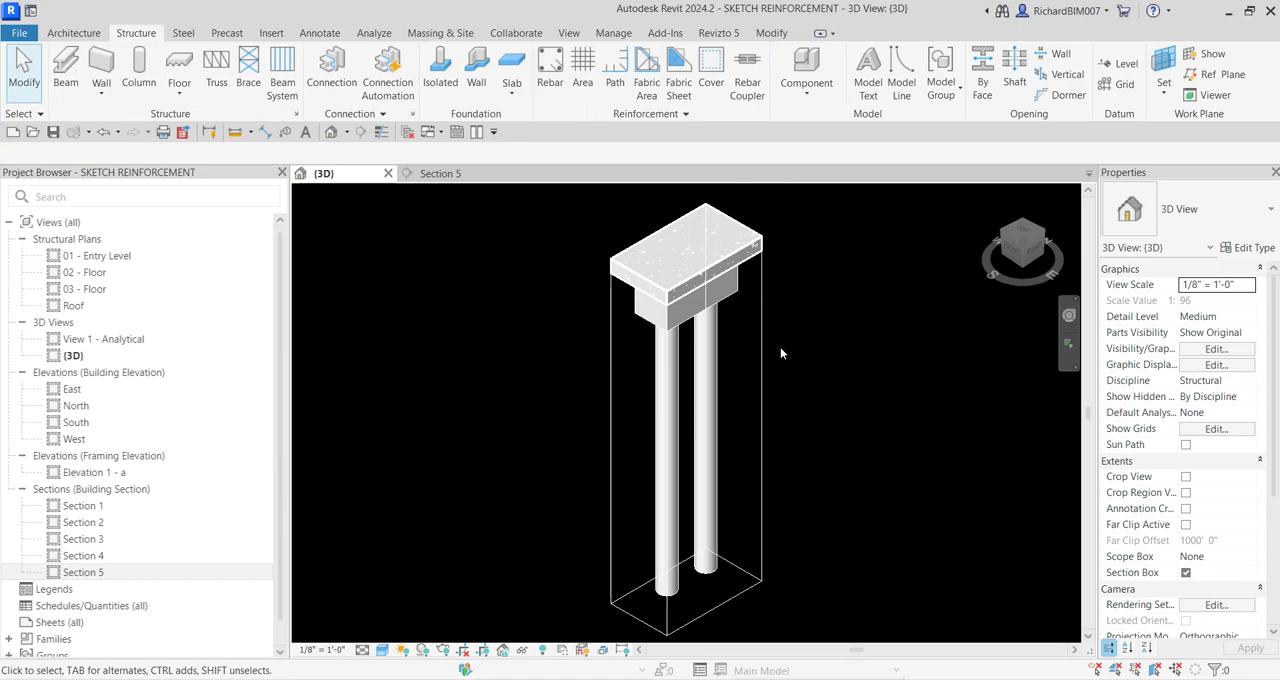 Autodesk Revit 2024.2 - SKETCH REINFORCEMENT - 3D View: {3D}
RichardBIM007
File Architecture Structure Steel Precast Insert Annotate Analyze Massing & Site Collaborate View Manage Add-Ins Revizto 5 Modify
Modify Beam Wall Column Floor Truss Brace Beam System Connection Connection Automation Isolated Wall Slab Rebar Area Path Fabric Area Fabric Sheet Cover Rebar Coupler Component Model Text Model Line Model Group By Face Shaft Wall Vertical Dormer Level Grid Set Show Ref Plane Viewer
Select Structure Connection Foundation Reinforcement Model Opening Datum Work Plane
Project Browser - SKETCH REINFORCEMENT
Search
Views (all)
Structural Plans
01 - Entry Level
02 - Floor
03 - Floor
Roof
3D Views
View 1 - Analytical
{3D}
Elevations (Building Elevation)
East
North
South
West
Elevations (Framing Elevation)
Elevation 1 - a
Sections (Building Section)
Section 1
Section 2
Section 3
Section 4
Section 5
Legends
Schedules/Quantities (all)
Sheets (all)
Families
Groups
{3D} Section 5
Properties
3D View
3D View: {3D} Edit Type
Graphics
View Scale 1/8" = 1'-0"
Scale Value 1: 96
Detail Level Medium
Parts Visibility Show Original
Visibility/Grap... Edit...
Graphic Displa... Edit...
Discipline Structural
Show Hidden ... By Discipline
Default Analys... None
Show Grids Edit...
Sun Path
Extents
Crop View
Crop Region V...
Annotation Cr...
Far Clip Active
Far Clip Offset 1000' 0"
Scope Box None
Section Box
Camera
Rendering Set... Edit...
Locked Orient...
Projection Mo... Orthographic
Apply
1/8" = 1'-0"
Click to select, TAB for alternates, CTRL adds, SHIFT unselects.
:0
Main Model
:0